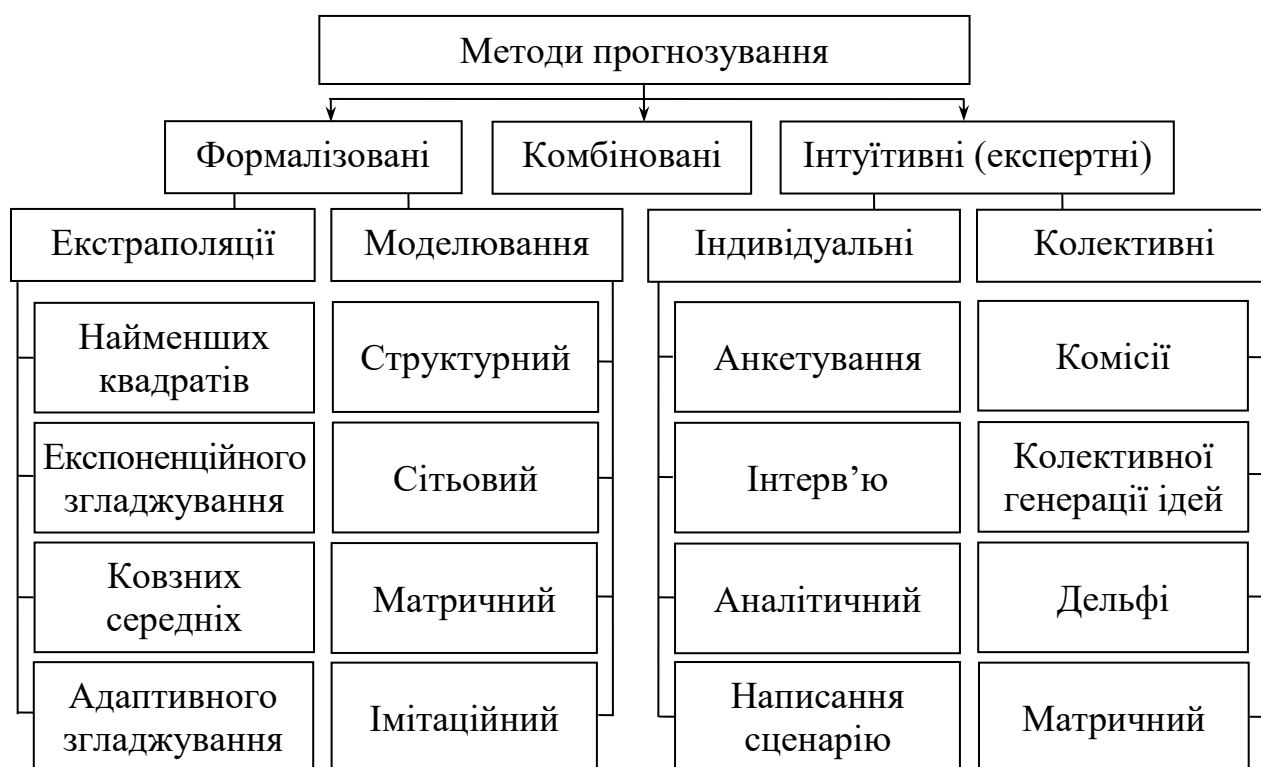 Методи прогнозування
Формалізовані
Комбіновані
Інтуїтивні (експертні)
Екстраполяції
Моделювання
Індивідуальні
Колективні
Найменших
квадратів
Структурний
Анкетування
Комісії
Експоненційного
згладжування
Сітьовий
Інтерв’ю
Колективної
генерації ідей
Ковзних
середніх
Матричний
Аналітичний
Дельфі
Адаптивного
згладжування
Імітаційний
Написання
сценарію
Матричний